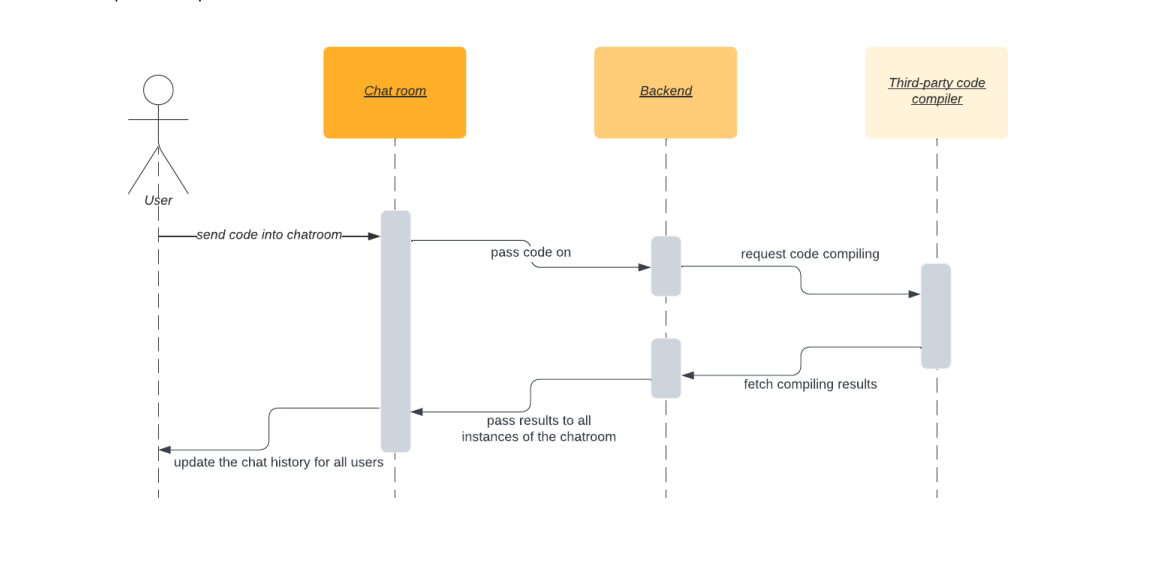 Chat room
Backend
Third-party code
compiler
User
send code into chatroom
pass code on
request code compiling
fetch compiling results
pass results to all
instances of the chatroom
update the chat history for all users